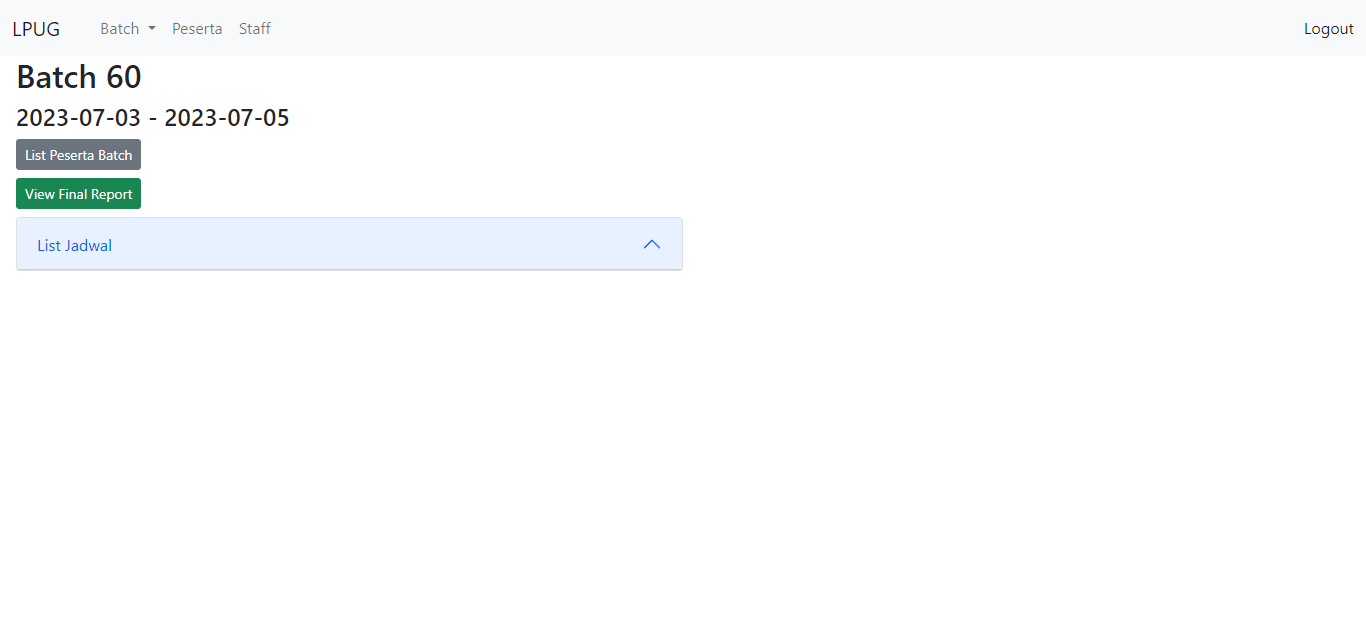 LPUG Batch Peserta Staff Logout
Batch 60
2023-07-03 - 2023-07-05
List Peserta Batch
View Final Report
List Jadwal